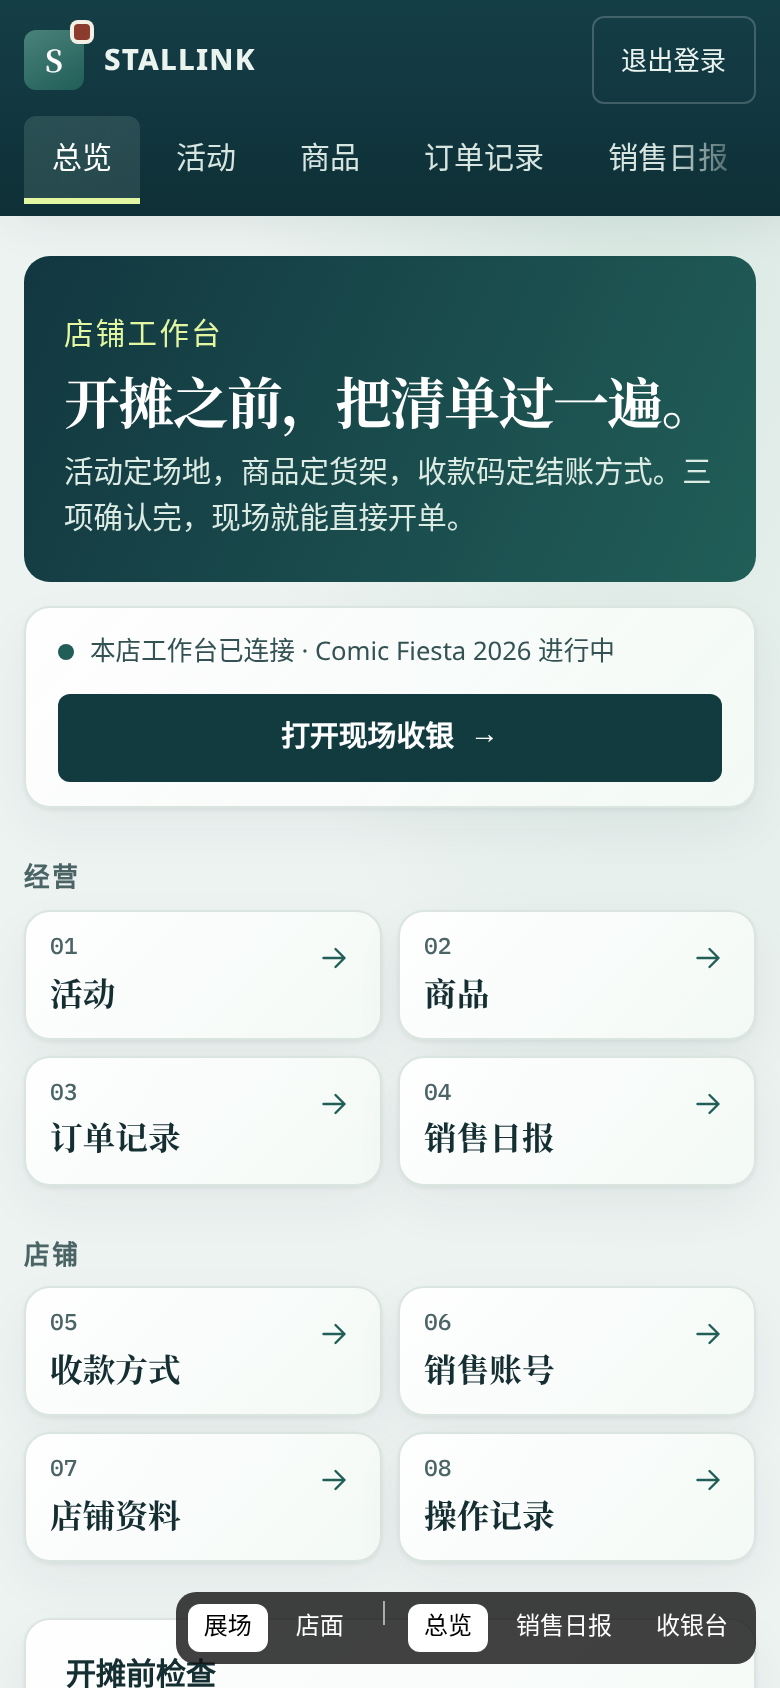 S STALLINK
退出登录
总览 活动 商品 订单记录 销售日报
店铺工作台
开摊之前，把清单过一遍。
活动定场地，商品定货架，收款码定结账方式。三
项确认完，现场就能直接开单。
本店工作台已连接 · Comic Fiesta 2026 进行中
打开现场收银 →
经营
01
活动
02
商品
03
订单记录
04
销售日报
店铺
05
收款方式
06
销售账号
07
店铺资料
08
操作记录
展场 店面 总览 销售日报 收银台
开摊前检查